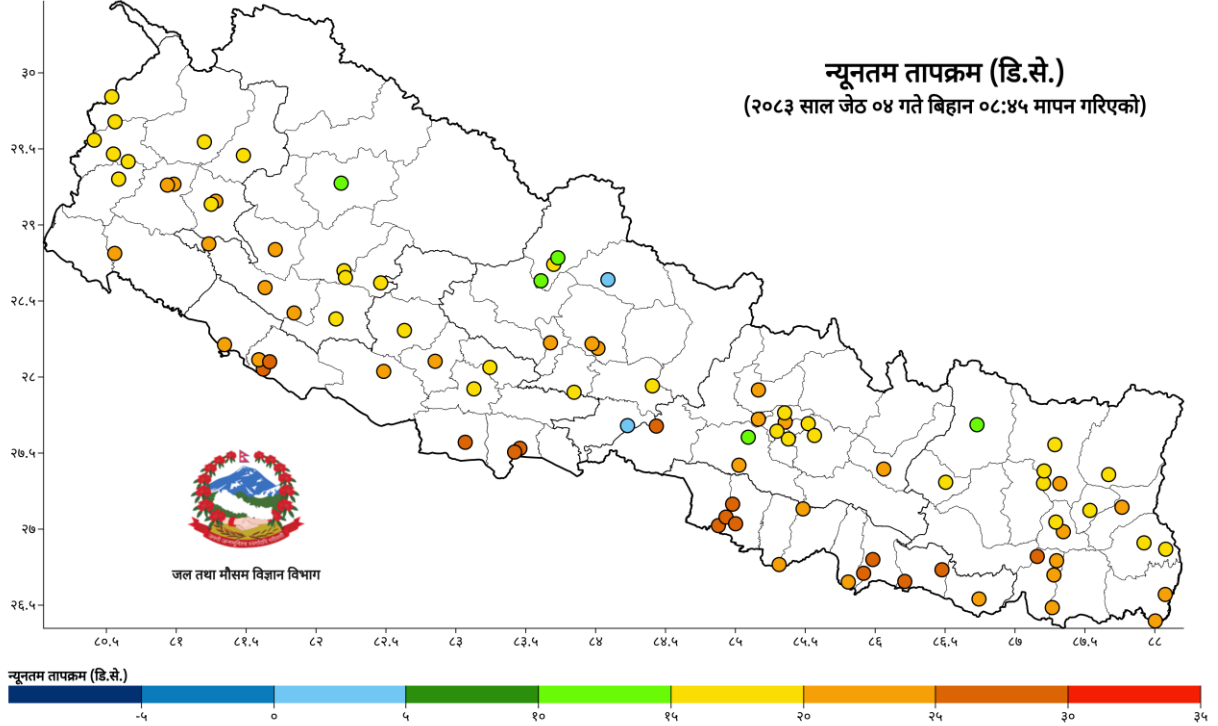 न्यूनतम तापक्रम (डि.से.)
(२०८३ साल जेठ ०४ गते बिहान ०८:४५ मापन गरिएको)
३०
२९.५
२९
२८.५
२८
२७.५
२७
२६.५
जल तथा मौसम विज्ञान विभाग
८०.५ ८१ ८१.५ ८२ ८२.५ ८३ ८३.५ ८४ ८४.५ ८५ ८५.५ ८६ ८६.५ ८७ ८७.५ ८८
न्यूनतम तापक्रम (डि.से.)
-५ ० ५ १० १५ २० २५ ३० ३५